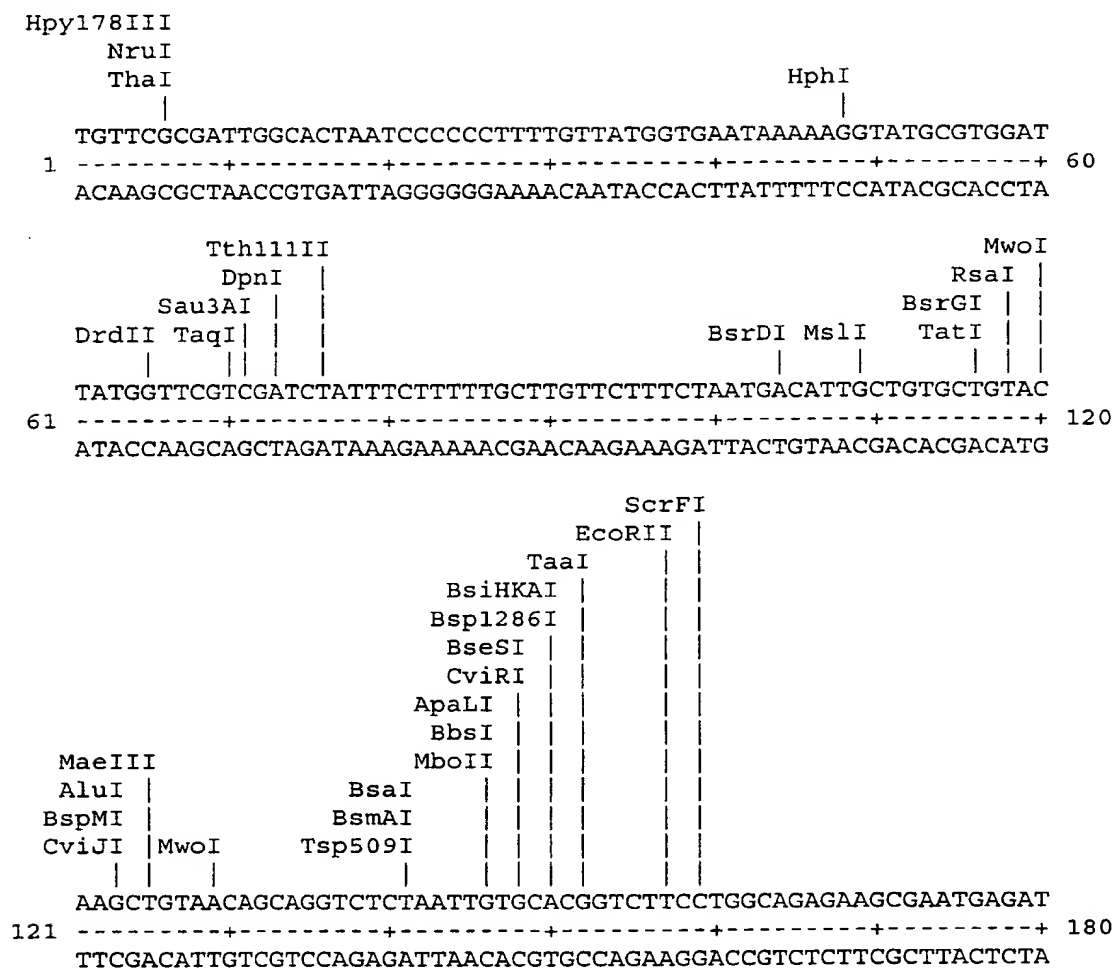 Hpy178III
NruI
ThaI HphI
TGTTCGCGATTGGCACTAATCCCCCCTTTTGTTATGGTGAATAAAAAGGTATGCGTGGAT
1 ---------+---------+---------+---------+---------+---------+ 60
ACAAGCGCTAACCGTGATTAGGGGGGAAAACAATACCACTTATTTTTCCATACGCACCTA
Tth111II MwoI
DpnI RsaI
Sau3AI BsrGI
DrdII TaqI BsrDI MslI TatI
TATGGTTCGTCGATCTATTTCTTTTTGCTTGTTCTTTCTAATGACATTGCTGTGCTGTAC
61 ---------+---------+---------+---------+---------+---------+ 120
ATACCAAGCAGCTAGATAAAGAAAAACGAACAAGAAAGATTACTGTAACGACACGACATG
ScrFI
EcoRII
TaaI
BsiHKAI
Bsp1286I
BseSI
CviRI
ApaLI
BbsI
MaeIII MboII
AluI BsaI
BspMI BsmAI
CviJI MwoI Tsp509I
AAGCTGTAACAGCAGGTCTCTAATTGTGCACGGTCTTCCTGGCAGAGAAGCGAATGAGAT
121 ---------+---------+---------+---------+---------+---------+ 180
TTCGACATTGTCGTCCAGAGATTAACACGTGCCAGAAGGACCGTCTCTTCGCTTACTCTA